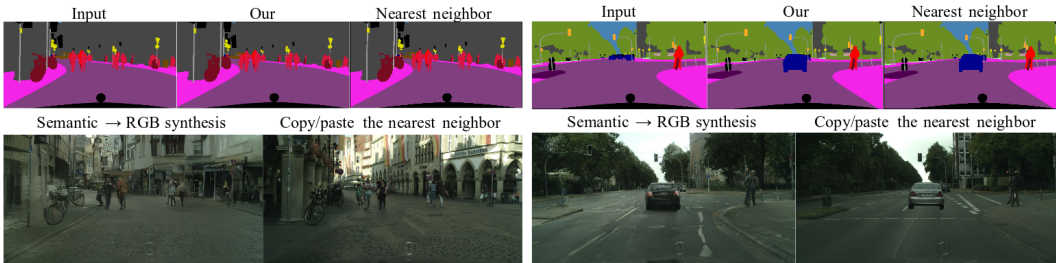 Input Our Nearest neighbor
Semantic → RGB synthesis Copy/paste the nearest neighbor
Input Our Nearest neighbor
Semantic → RGB synthesis Copy/paste the nearest neighbor